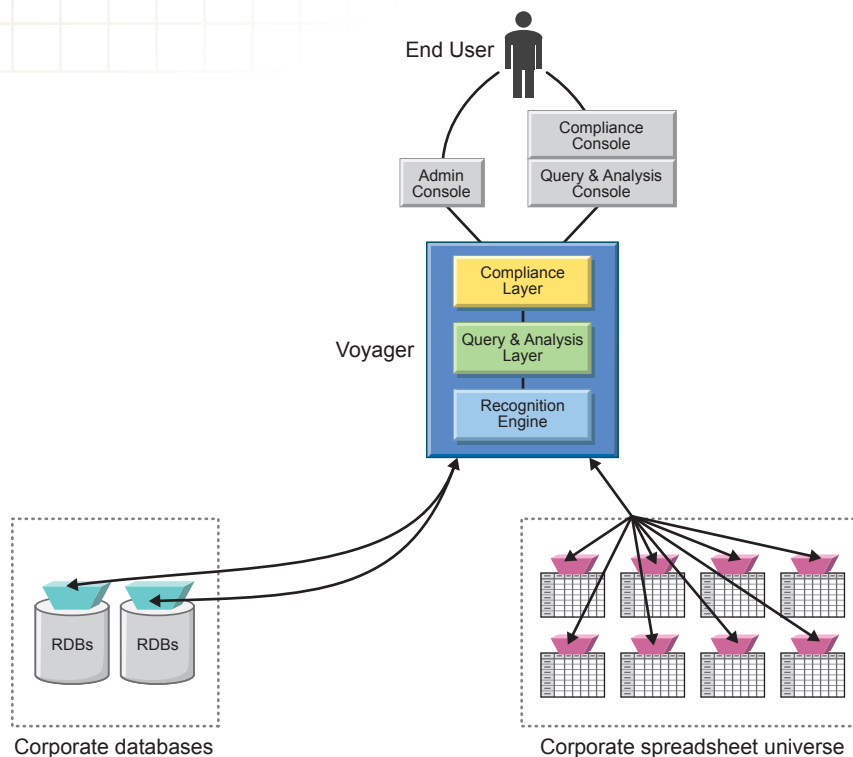 End User
Compliance
Console
Admin
Console
Query & Analysis
Console
Compliance
Layer
Voyager
Query & Analysis
Layer
Recognition
Engine
RDBs
RDBs
Corporate databases
Corporate spreadsheet universe